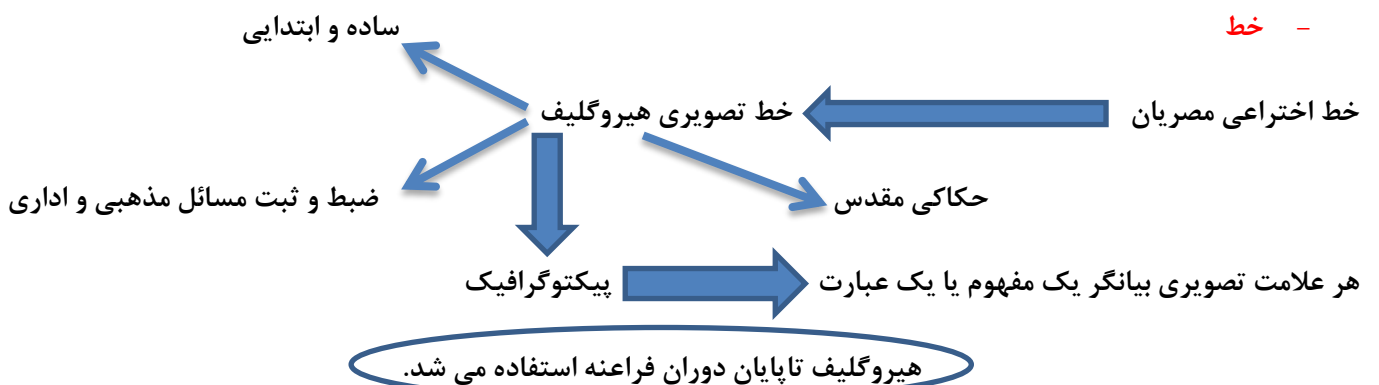 - خط
ساده و ابتدایی
خط اختراعی مصریان
خط تصویری هیروگلیف
حکاکی مقدس
ضبط و ثبت مسائل مذهبی و اداری
هر علامت تصویری بیانگر یک مفهوم یا یک عبارت
پیکتوگرافیک
هیروگلیف تاپایان دوران فراعنه استفاده می شد.